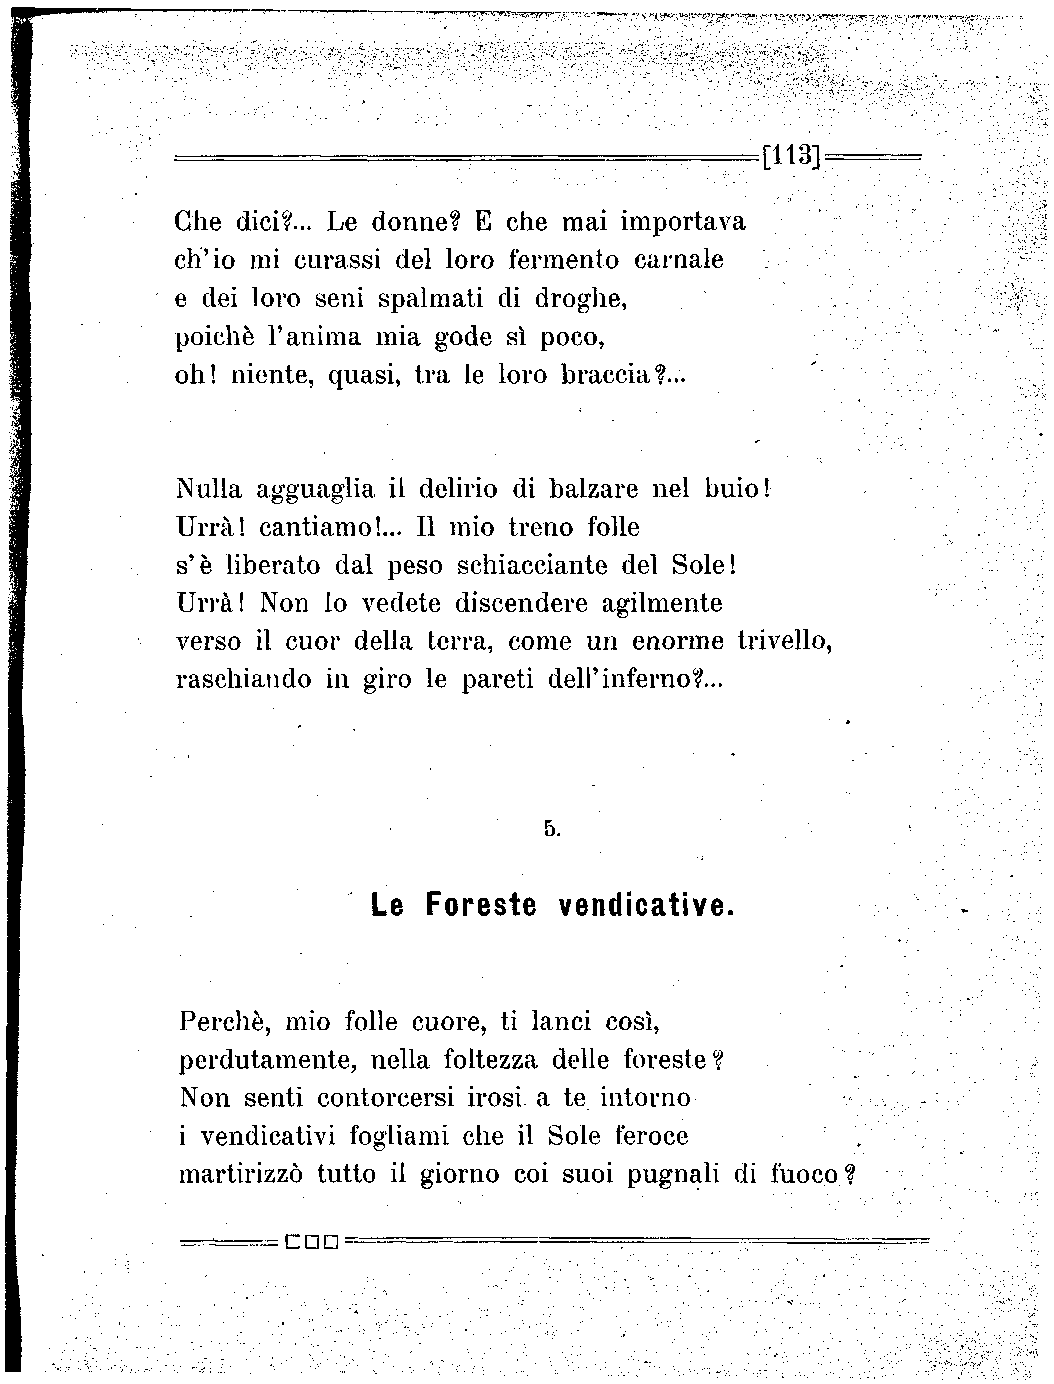 [113]
Che dici?... Le donne? E che mai importava
ch'io mi curassi del loro fermento carnale
e dei loro seni spalmati di droghe,
poichè l'anima mia gode sì poco,
oh! niente, quasi, tra le loro braccia?...
Nulla agguaglia il delirio di balzare nel buio!
Urrà! cantiamo!... Il mio treno folle
s'è liberato dal peso schiacciante del Sole!
Urrà! Non lo vedete discendere agilmente
verso il cuor della terra, come un enorme trivello,
raschiando in giro le pareti dell'inferno?...
5.
Le Foreste vendicative.
Perchè, mio folle cuore, ti lanci così,
perdutamente, nella foltezza delle foreste?
Non senti contorcersi irosi a te intorno
i vendicativi fogliami che il Sole feroce
martirizzò tutto il giorno coi suoi pugnali di fuoco?